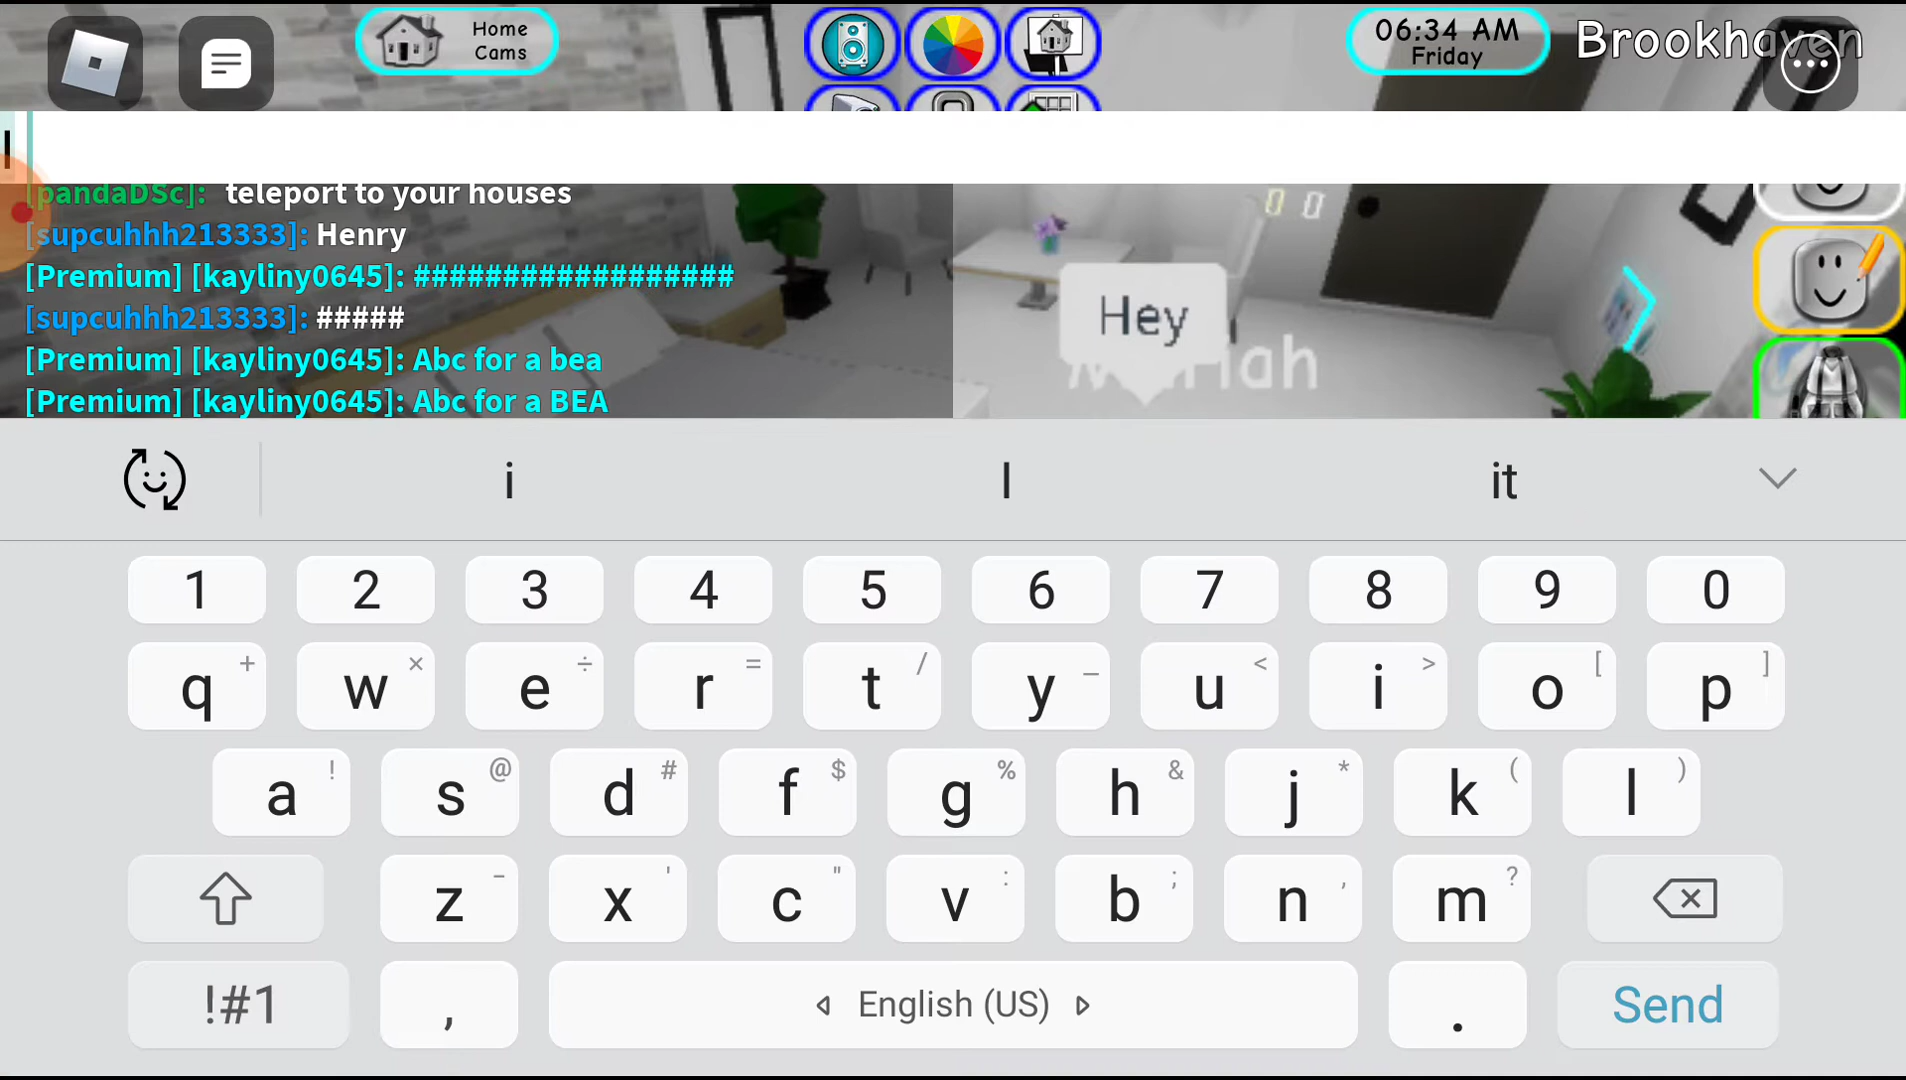 Home
Cams
06:34 AM
Friday
Brookhaven
I
[pandaDSc]: teleport to your houses
[supcuhhh213333]: Henry
[Premium] [kayliny0645]: ##################
[supcuhhh213333]: #####
[Premium] [kayliny0645]: Abc for a bea
[Premium] [kayliny0645]: Abc for a BEA
0 0
Hey
i I it
1 2 3 4 5 6 7 8 9 0
q + w × e ÷ r = t / y _ u < i > o [ p ]
a ! s @ d # f $ g % h & j * k ( l )
z - x ' c " v : b ; n , m ?
!#1 , English (US) . Send